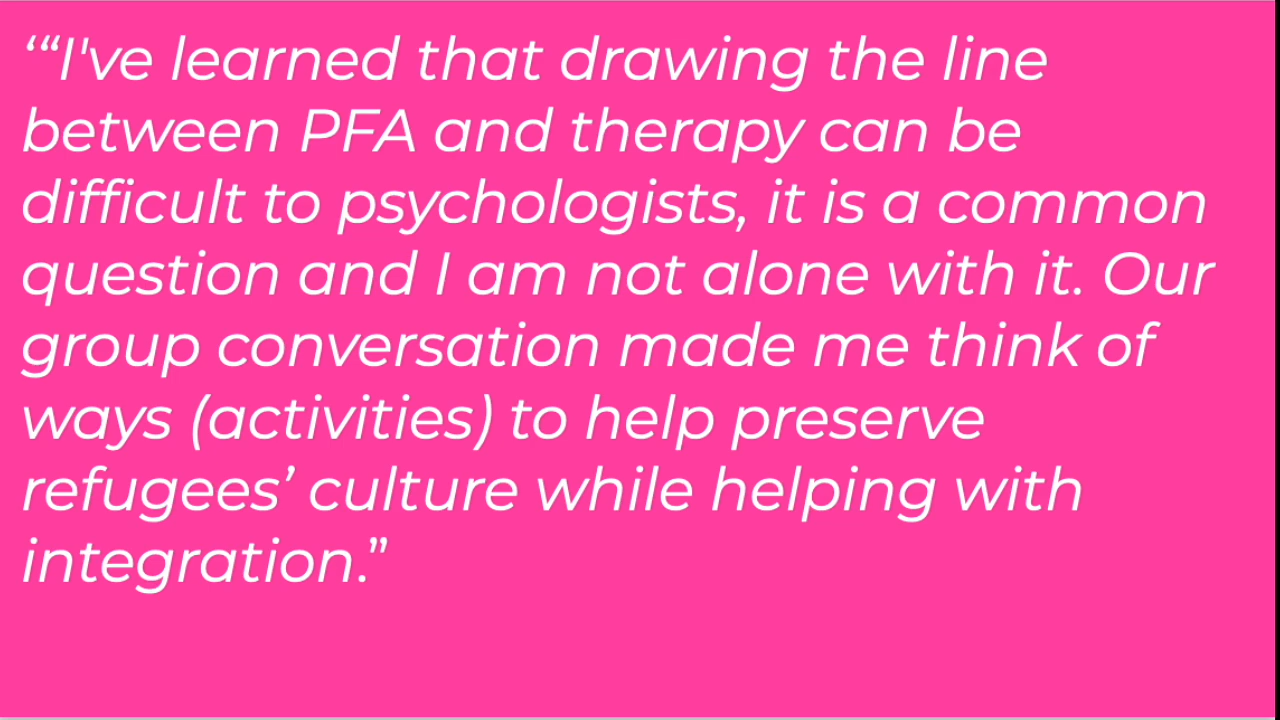 ‘“I've learned that drawing the line
between PFA and therapy can be
difficult to psychologists, it is a common
question and I am not alone with it. Our
group conversation made me think of
ways (activities) to help preserve
refugees’ culture while helping with
integration.”